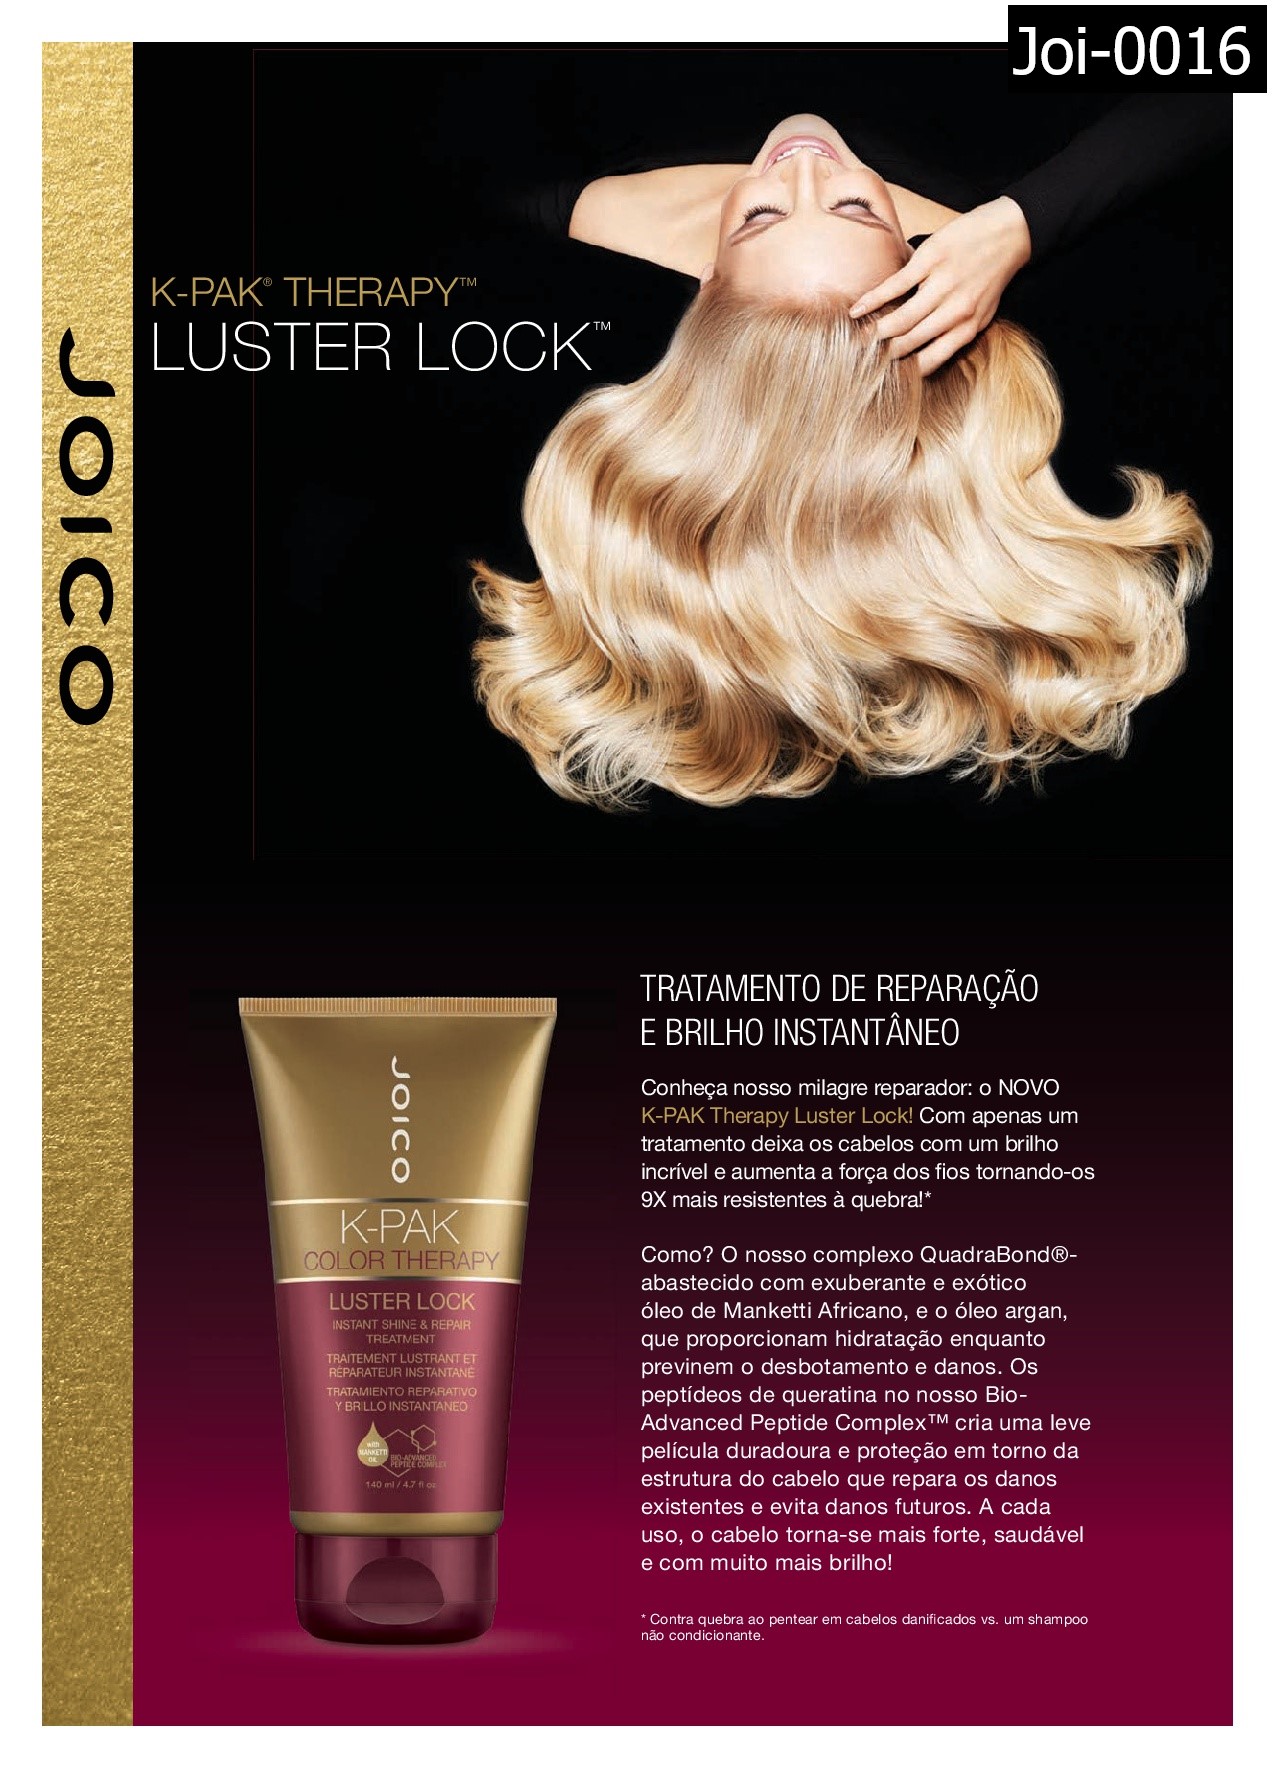 Joi-0016
JOICO
K-PAK® THERAPY™
LUSTER LOCK™
TRATAMENTO DE REPARAÇÃO
E BRILHO INSTANTÂNEO
Conheça nosso milagre reparador: o NOVO
K-PAK Therapy Luster Lock! Com apenas um
tratamento deixa os cabelos com um brilho
incrível e aumenta a força dos fios tornando-os
9X mais resistentes à quebra!*
Como? O nosso complexo QuadraBond®-
abastecido com exuberante e exótico
óleo de Manketti Africano, e o óleo argan,
que proporcionam hidratação enquanto
previnem o desbotamento e danos. Os
peptídeos de queratina no nosso Bio-
Advanced Peptide Complex™ cria uma leve
película duradoura e proteção em torno da
estrutura do cabelo que repara os danos
existentes e evita danos futuros. A cada
uso, o cabelo torna-se mais forte, saudável
e com muito mais brilho!
* Contra quebra ao pentear em cabelos danificados vs. um shampoo
não condicionante.
JOICO
K-PAK
COLOR THERAPY
LUSTER LOCK
INSTANT SHINE & REPAIR
TREATMENT
TRAITEMENT LUSTRANT ET
RÉPARATEUR INSTANTANÉ
TRATAMIENTO REPARATIVO
Y BRILLO INSTANTANEO
with
MANKETTI
OIL
BIO-ADVANCED
PEPTIDE COMPLEX
140 ml / 4.7 fl oz